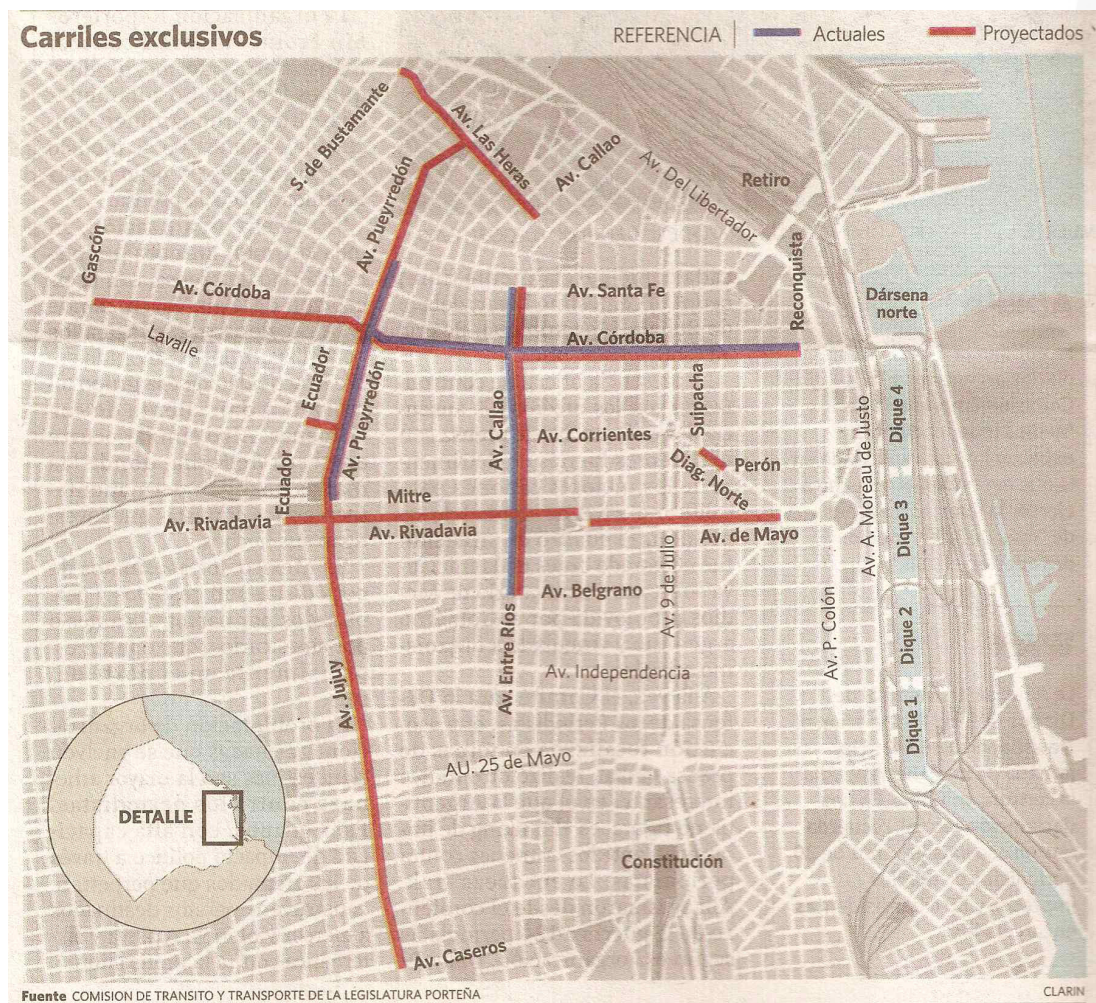 Carriles exclusivos
REFERENCIA
Actuales
Proyectados
S. de Bustamante
Av. Las Heras
Av. Callao
Av. Del Libertador
Retiro
Av. Pueyrredón
Gascón
Av. Córdoba
Av. Santa Fe
Reconquista
Dársena
norte
Lavalle
Av. Córdoba
Ecuador
Av. Pueyrredón
Av. Callao
Suipacha
Av. A. Moreau de Justo
Dique 4
Av. Corrientes
Diag. Norte
Perón
Ecuador
Mitre
Av. Rivadavia
Av. Rivadavia
Av. de Mayo
Dique 3
Av. 9 de Julio
Av. Belgrano
Av. P. Colón
Dique 2
Av. Entre Ríos
Av. Independencia
Av. Jujuy
Dique 1
AU. 25 de Mayo
DETALLE
Constitución
Av. Caseros
Fuente COMISION DE TRANSITO Y TRANSPORTE DE LA LEGISLATURA PORTEÑA
CLARIN